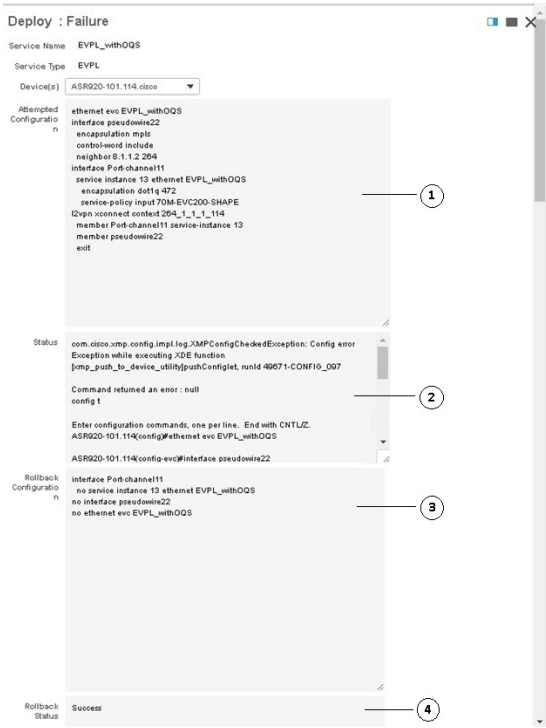 Deploy : Failure
Service Name EVPL_withOQS
Service Type EVPL
Device(s) ASR920-101.114.cisco
Attempted Configuratio n
ethernet evc EVPL_withOQS
interface pseudowire22
encapsulation mpls
control-word include
neighbor 8.1.1.2 264
interface Port-channel11
service instance 13 ethernet EVPL_withOQS
encapsulation dot1q 472
service-policy input 70M-EVC200-SHAPE
l2vpn xconnect context 264_1_1_1_114
member Port-channel11 service-instance 13
member pseudowire22
exit
1
Status
com.cisco.xmp.config.impl.log.XMPConfigCheckedException: Config error
Exception while executing XDE function
[xmp_push_to_device_utility]pushConfiglet, runId 49671-CONFIG_097
Command returned an error : null
config t
Enter configuration commands, one per line. End with CNTL/Z.
ASR920-101.114(config)#ethernet evc EVPL_withOQS
ASR920-101.114(config-evc)#interface pseudowire22
2
Rollback Configuratio n
interface Port-channel11
no service instance 13 ethernet EVPL_withOQS
no interface pseudowire22
no ethernet evc EVPL_withOQS
3
Rollback Status
Success
4